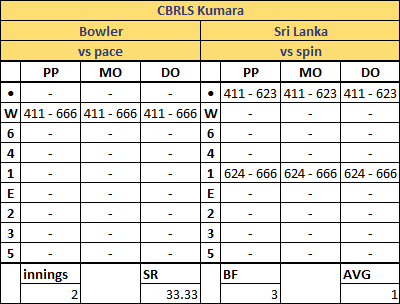 CBRLS Kumara
Bowler Sri Lanka
vs pace vs spin
PP MO DO PP MO DO
• - - - • 411 - 623 411 - 623 411 - 623
W 411 - 666 411 - 666 411 - 666 W - - -
6 - - - 6 - - -
4 - - - 4 - - -
1 - - - 1 624 - 666 624 - 666 624 - 666
E - - - E - - -
2 - - - 2 - - -
3 - - - 3 - - -
5 - - - 5 - - -
innings SR BF AVG
2 33.33 3 1